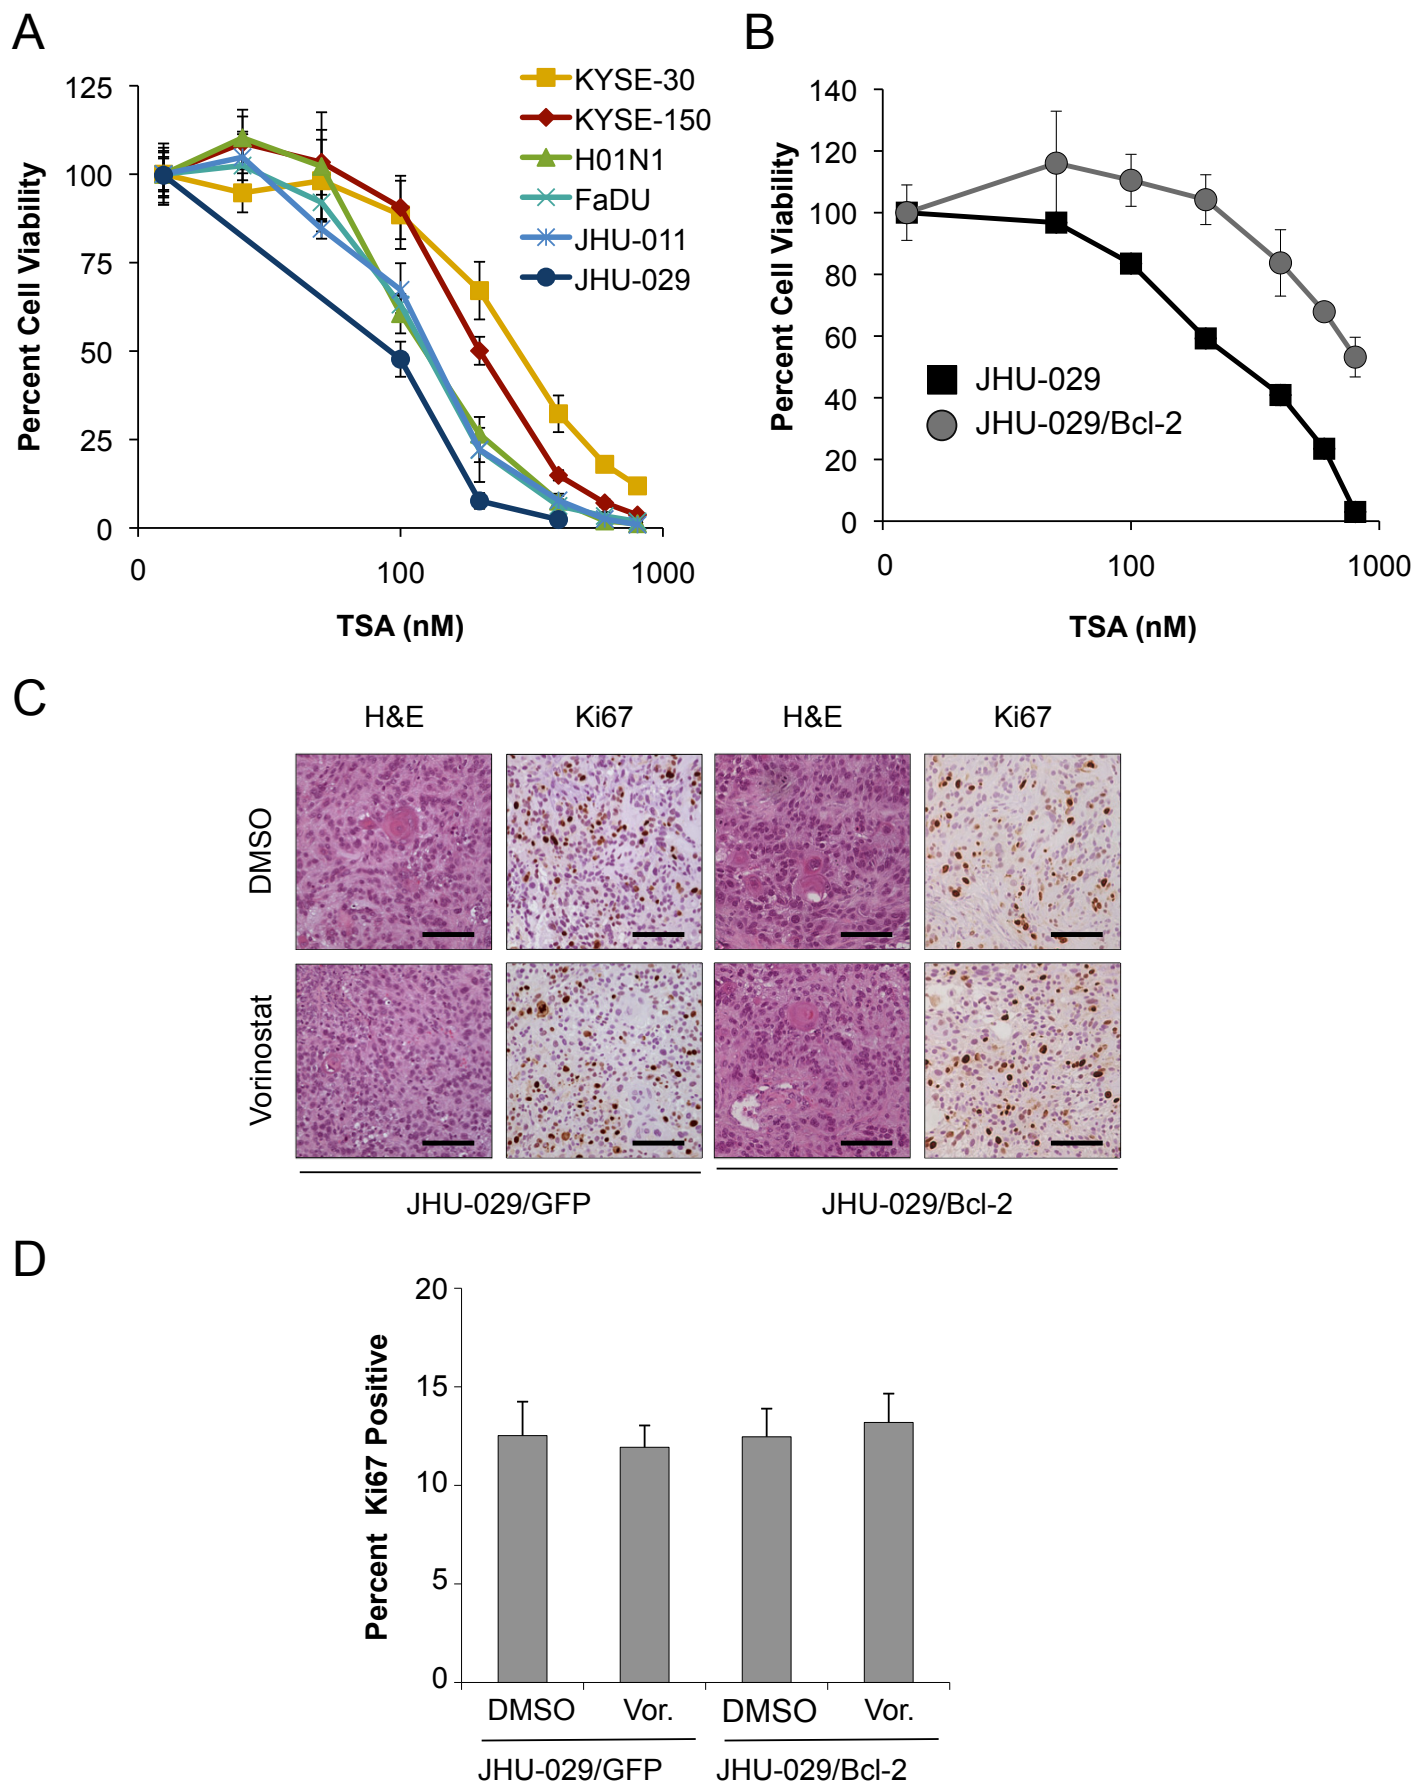 A
125
100
75
50
25
0
Percent Cell Viability
0
100
1000
TSA (nM)
KYSE-30
KYSE-150
H01N1
FaDU
JHU-011
JHU-029
B
140
120
100
80
60
40
20
0
Percent Cell Viability
0
100
1000
TSA (nM)
JHU-029
JHU-029/Bcl-2
C
H&E
Ki67
H&E
Ki67
DMSO
Vorinostat
JHU-029/GFP
JHU-029/Bcl-2
D
20
15
10
5
0
Percent Ki67 Positive
DMSO
Vor.
DMSO
Vor.
JHU-029/GFP
JHU-029/Bcl-2